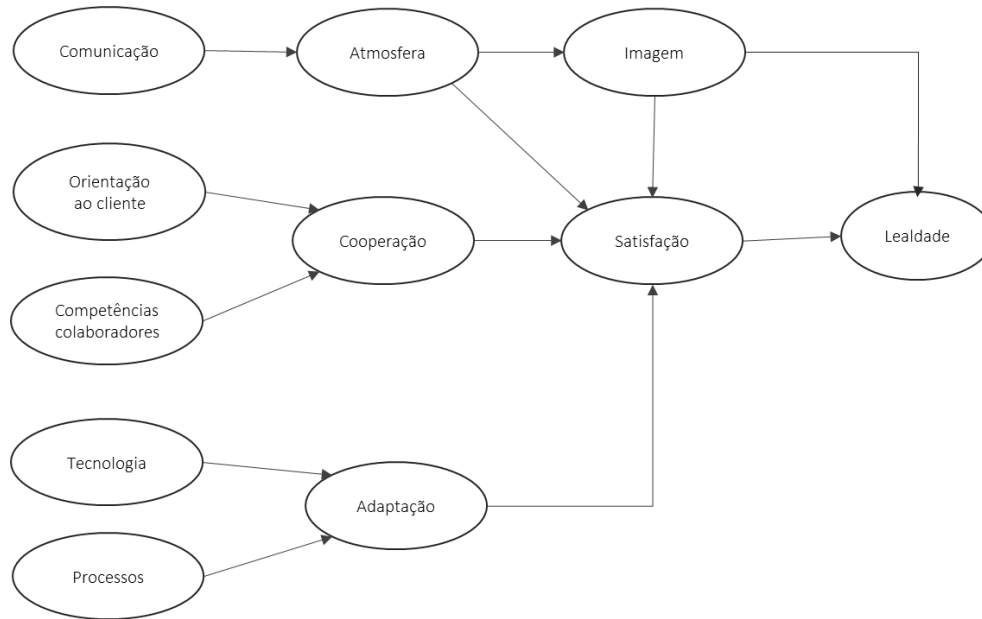 Comunicação
Atmosfera
Imagem
Orientação
ao cliente
Cooperação
Satisfação
Lealdade
Competências
colaboradores
Tecnologia
Adaptação
Processos